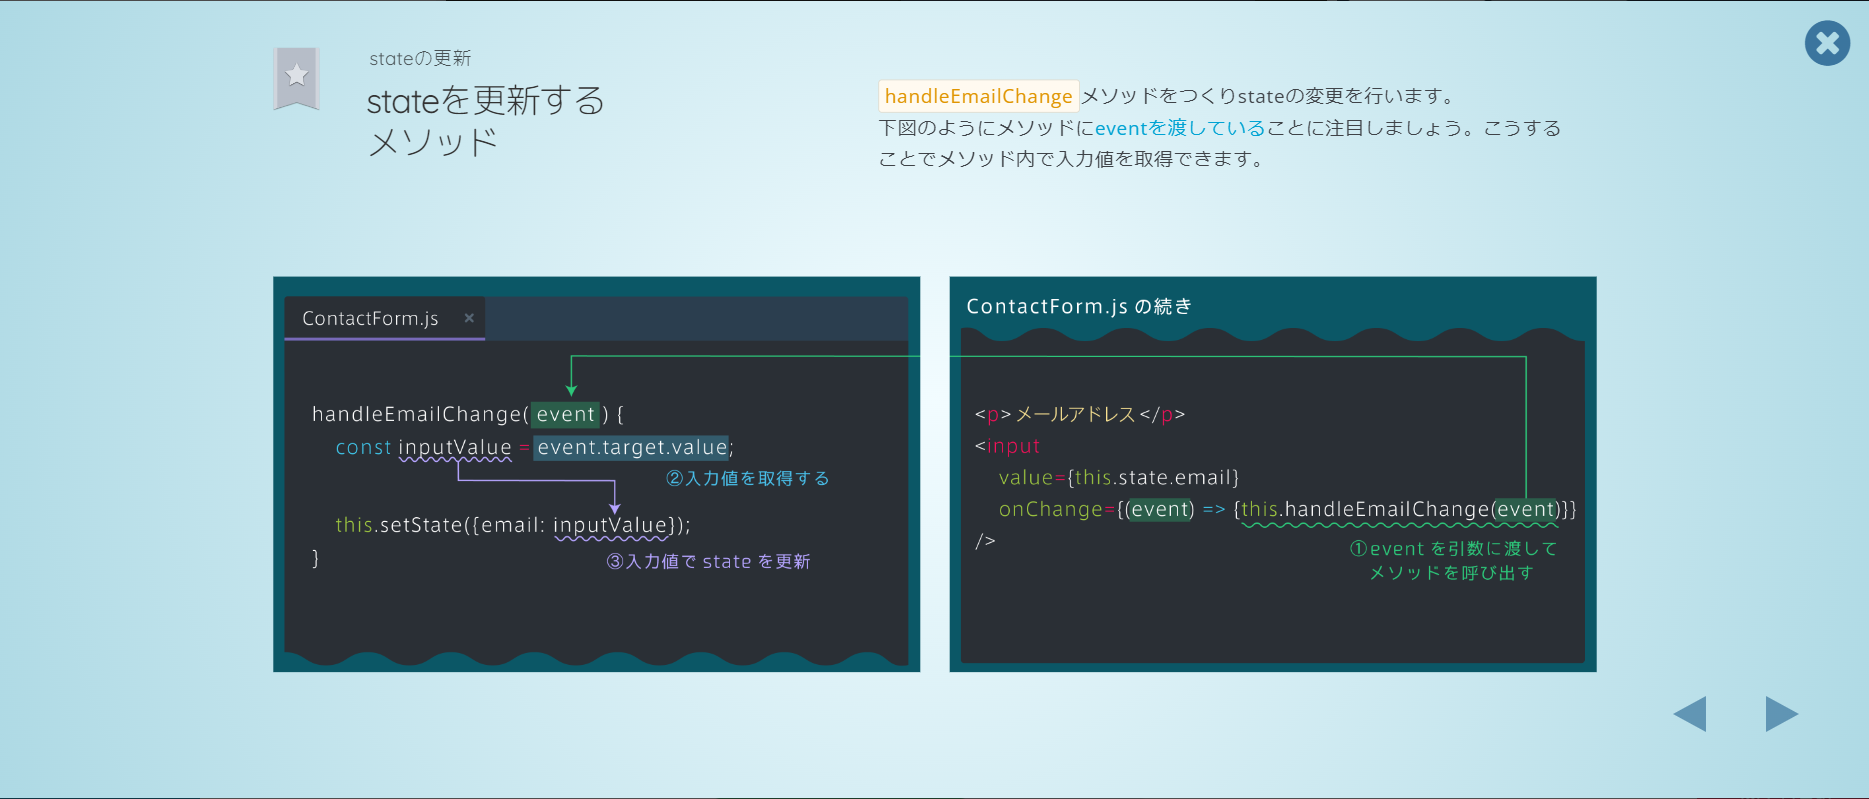 stateの更新
stateを更新する
メソッド
handleEmailChange メソッドをつくりstateの変更を行います。
下図のようにメソッドにeventを渡していることに注目しましょう。こうする
ことでメソッド内で入力値を取得できます。
ContactForm.js ×
handleEmailChange(event) {
const inputValue = event.target.value;
②入力値を取得する
this.setState({email: inputValue});
③入力値で state を更新
}
ContactForm.js の続き
<p>メールアドレス</p>
<input
value={this.state.email}
onChange={(event) => {this.handleEmailChange(event)}}
①event を引数に渡して
メソッドを呼び出す
/>